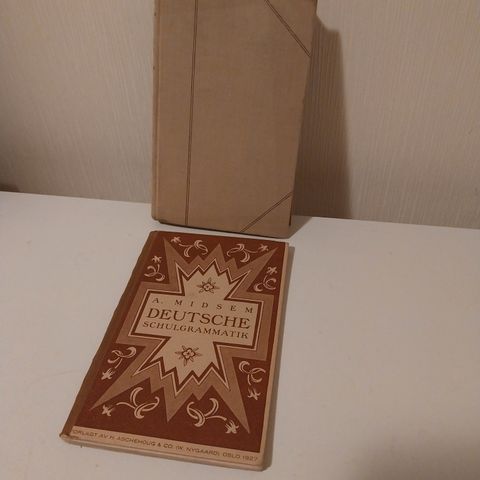 A. MIDSEM
DEUTSCHE
SCHULGRAMMATIK
FORLAGT AV H. ASCHEHOUG & CO. (W. NYGAARD), OSLO 1927